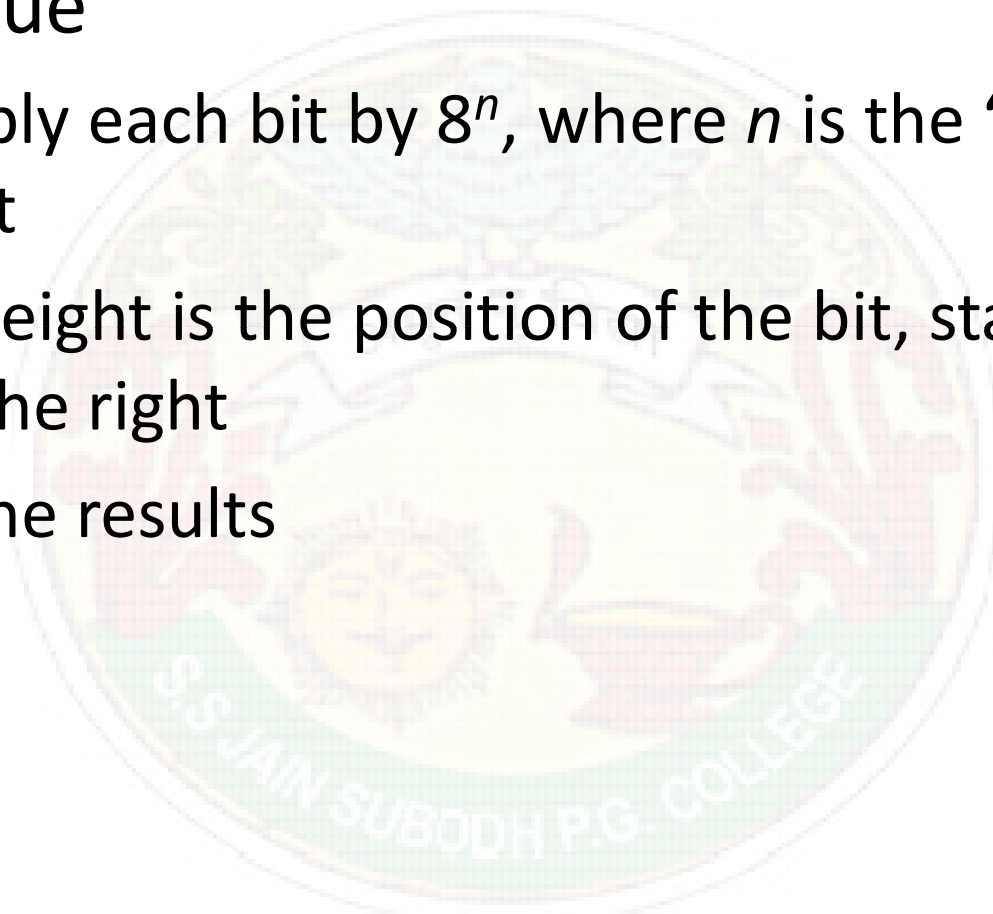 ue
ply each bit by 8ⁿ, where n is the “
t
eight is the position of the bit, sta
he right
he results
S.S JAIN SUBODH P.G. COLLEGE